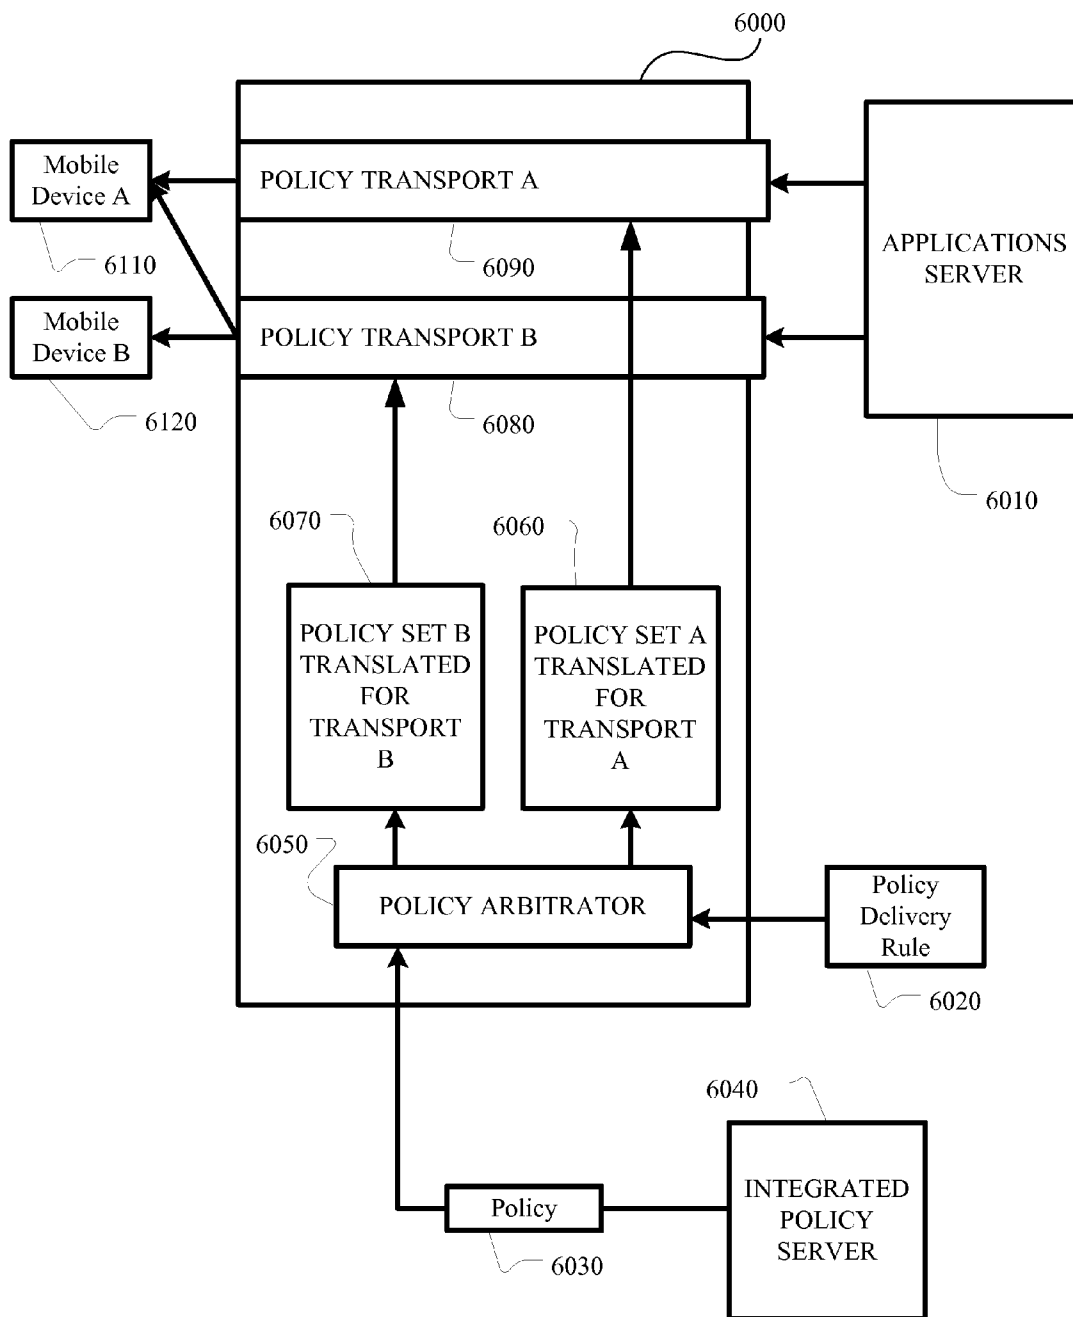 6000
Mobile
Device A
POLICY TRANSPORT A
6110
6090
APPLICATIONS
SERVER
Mobile
Device B
POLICY TRANSPORT B
6120
6080
6010
6070
6060
POLICY SET B
TRANSLATED
FOR
TRANSPORT
B
POLICY SET A
TRANSLATED
FOR
TRANSPORT
A
6050
POLICY ARBITRATOR
Policy
Delivery
Rule
6020
6040
Policy
6030
INTEGRATED
POLICY
SERVER